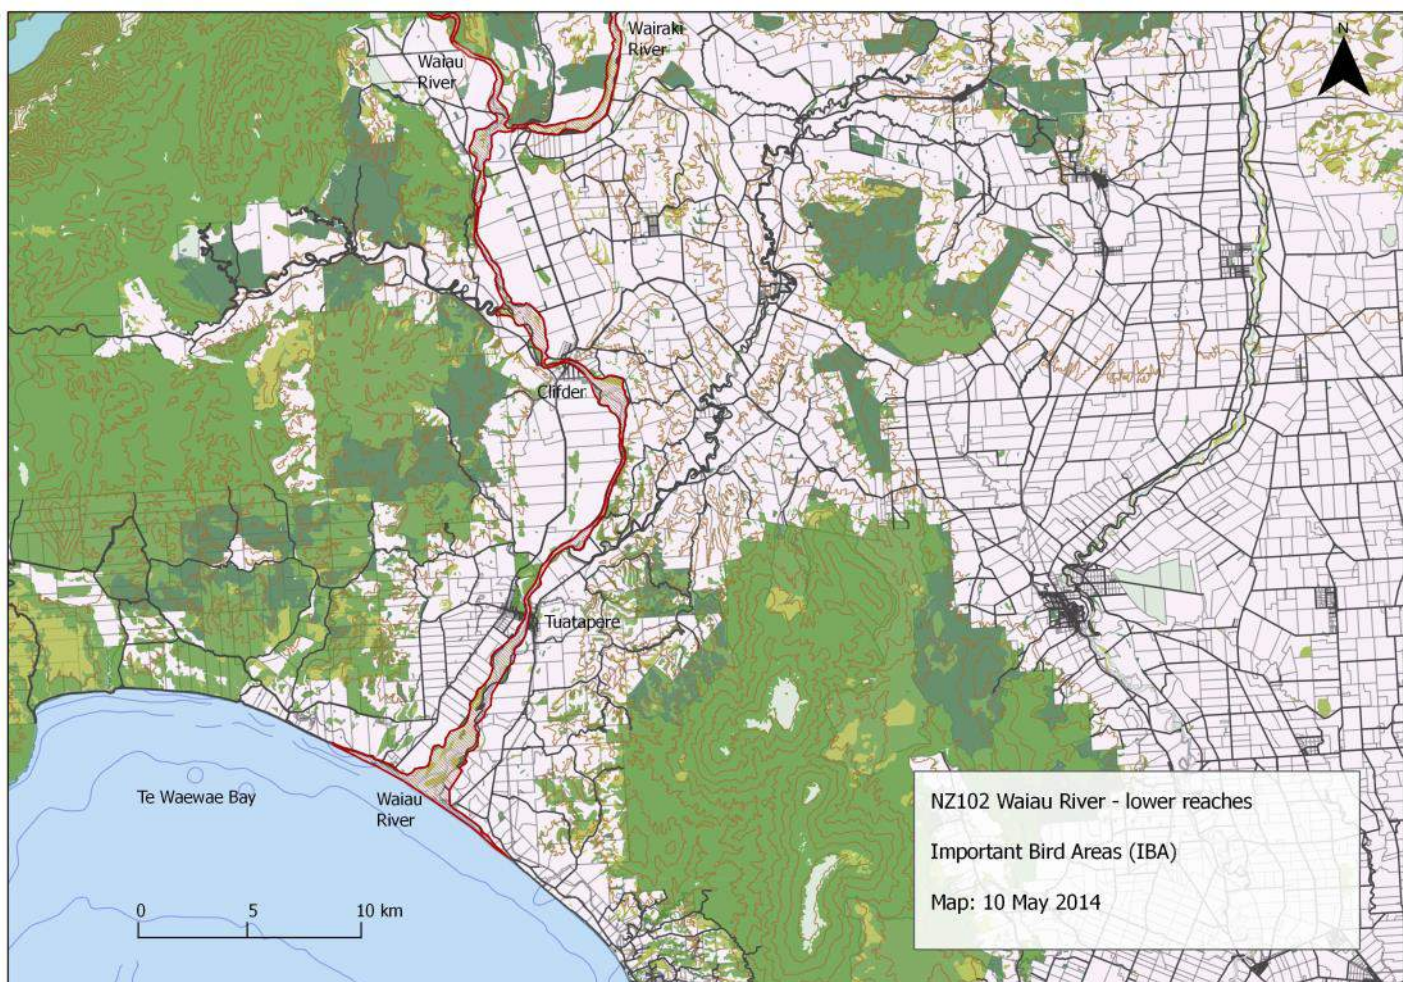 Wairaki
River
N
Waiau
River
Clifder
Tuatapere
Te Waewae Bay
Waiau
River
0 5 10 km
NZ102 Waiau River - lower reaches
Important Bird Areas (IBA)
Map: 10 May 2014